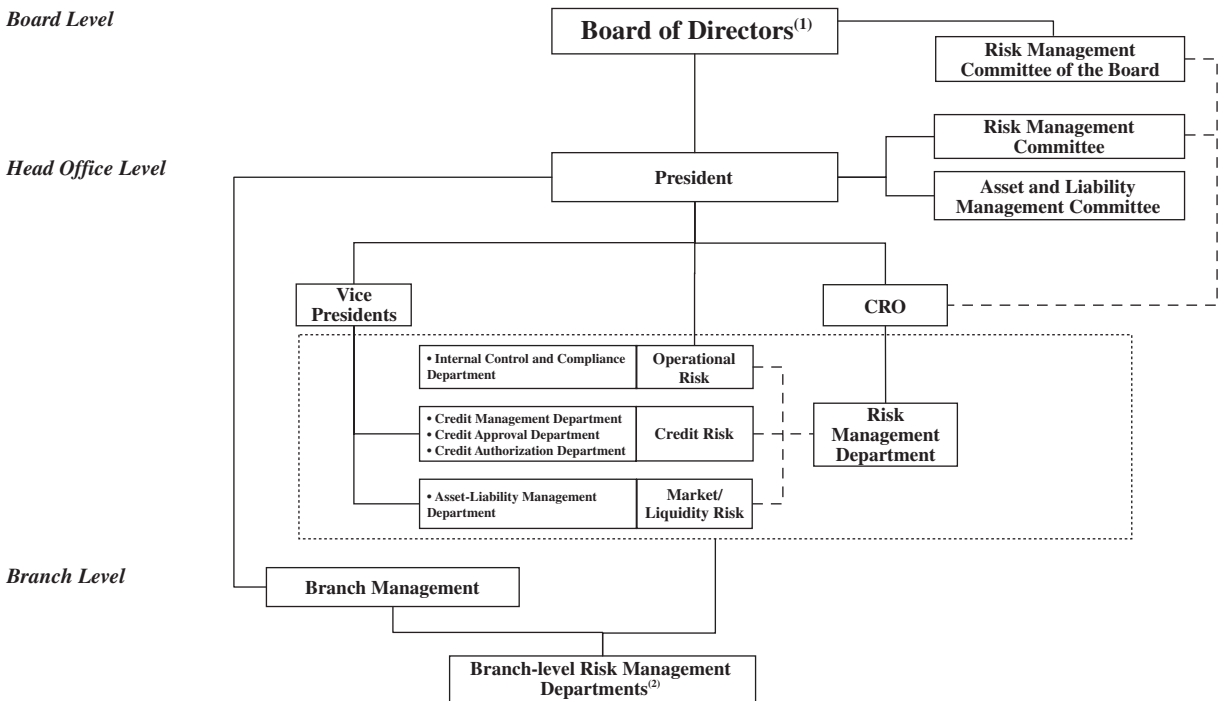 Board Level
Board of Directors(1)
Risk Management
Committee of the Board
Head Office Level
President
Risk Management
Committee
Asset and Liability
Management Committee
Vice
Presidents
CRO
• Internal Control and Compliance
Department
Operational
Risk
• Credit Management Department
• Credit Approval Department
• Credit Authorization Department
Credit Risk
Risk
Management
Department
• Asset-Liability Management
Department
Market/
Liquidity Risk
Branch Level
Branch Management
Branch-level Risk Management
Departments(2)